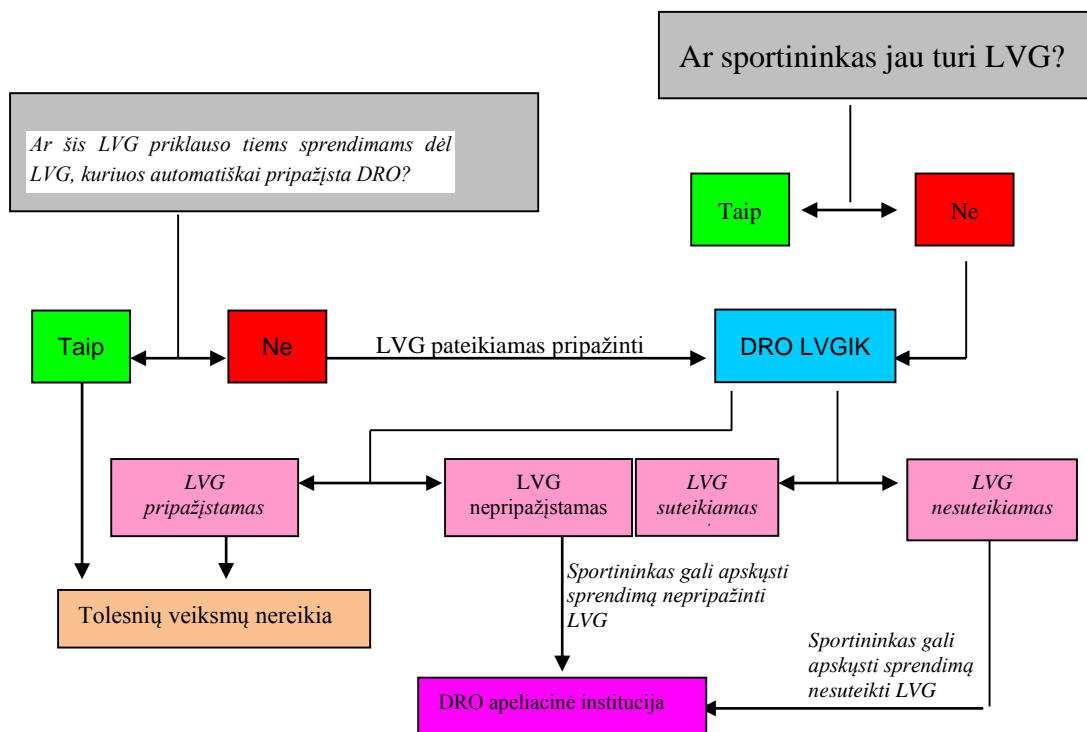 Ar sportininkas jau turi LVG?
Ar šis LVG priklauso tiems sprendimams dėl
LVG, kuriuos automatiškai pripažįsta DRO?
Taip
Ne
Taip
Ne
LVG pateikiamas pripažinti
DRO LVGIK
LVG
pripažįstamas
LVG
nepripažįstamas
LVG
suteikiamas
LVG
nesuteikiamas
Sportininkas gali apskųsti
sprendimą nepripažinti
LVG
Tolesnių veiksmų nereikia
Sportininkas gali
apskųsti sprendimą
nesuteikti LVG
DRO apeliacinė institucija